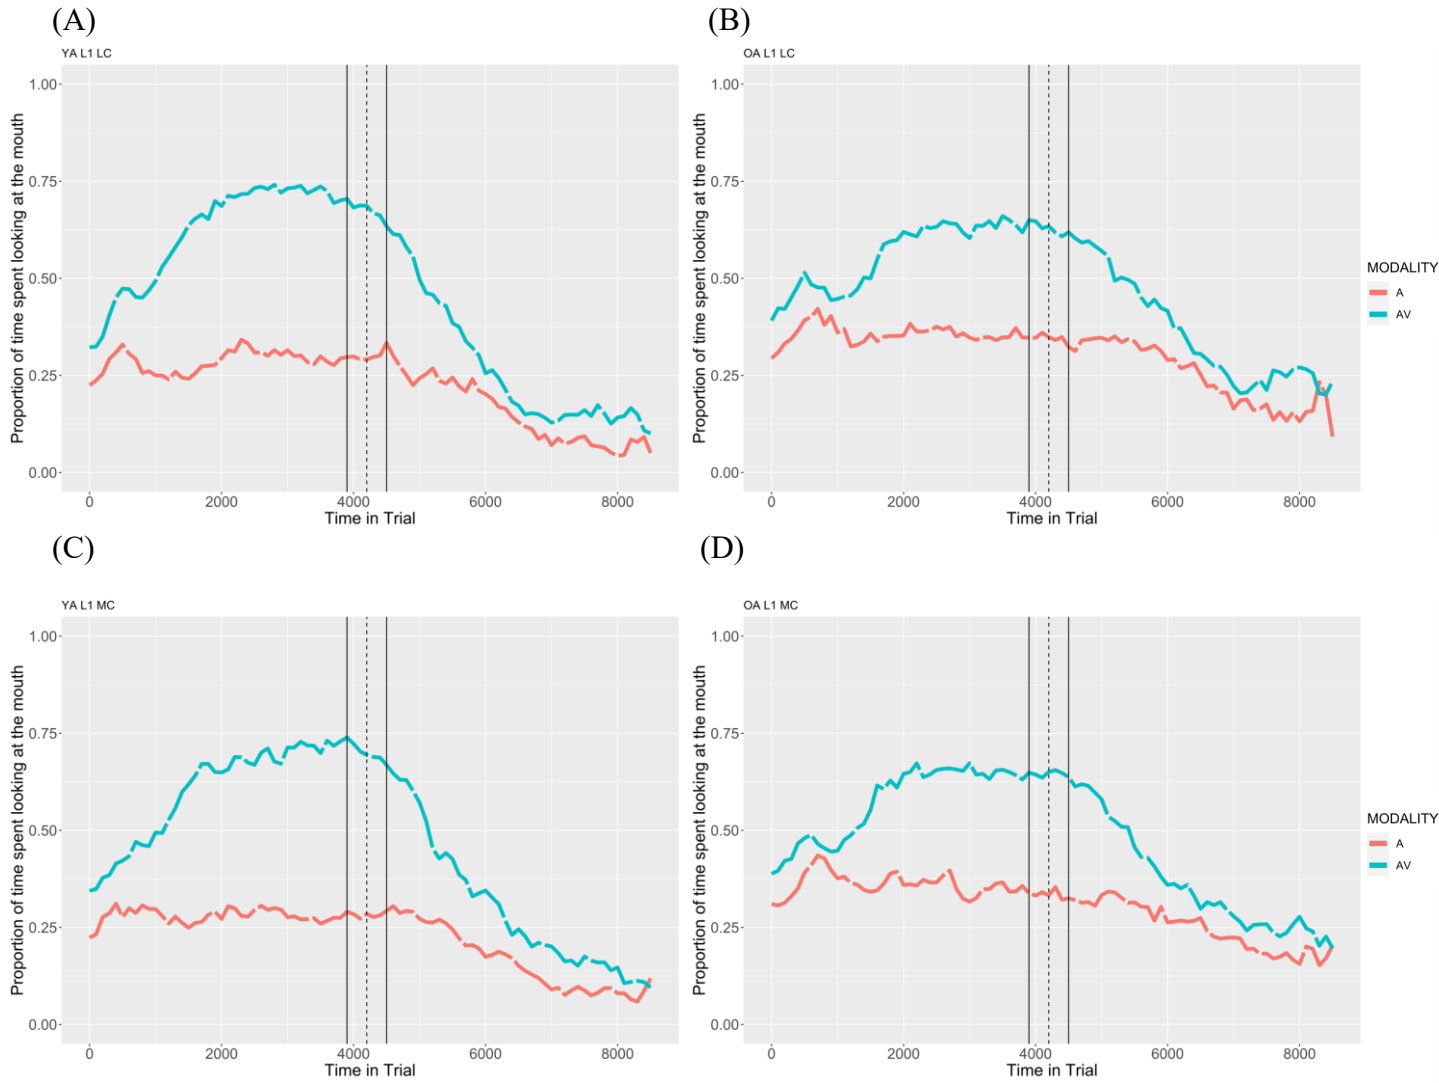 (A)
YA L1 LC
Proportion of time spent looking at the mouth
1.00
0.75
0.50
0.25
0.00
0 2000 4000 6000 8000
Time in Trial
(B)
OA L1 LC
Proportion of time spent looking at the mouth
1.00
0.75
0.50
0.25
0.00
0 2000 4000 6000 8000
Time in Trial
MODALITY
A
AV
(C)
YA L1 MC
Proportion of time spent looking at the mouth
1.00
0.75
0.50
0.25
0.00
0 2000 4000 6000 8000
Time in Trial
(D)
OA L1 MC
Proportion of time spent looking at the mouth
1.00
0.75
0.50
0.25
0.00
0 2000 4000 6000 8000
Time in Trial
MODALITY
A
AV